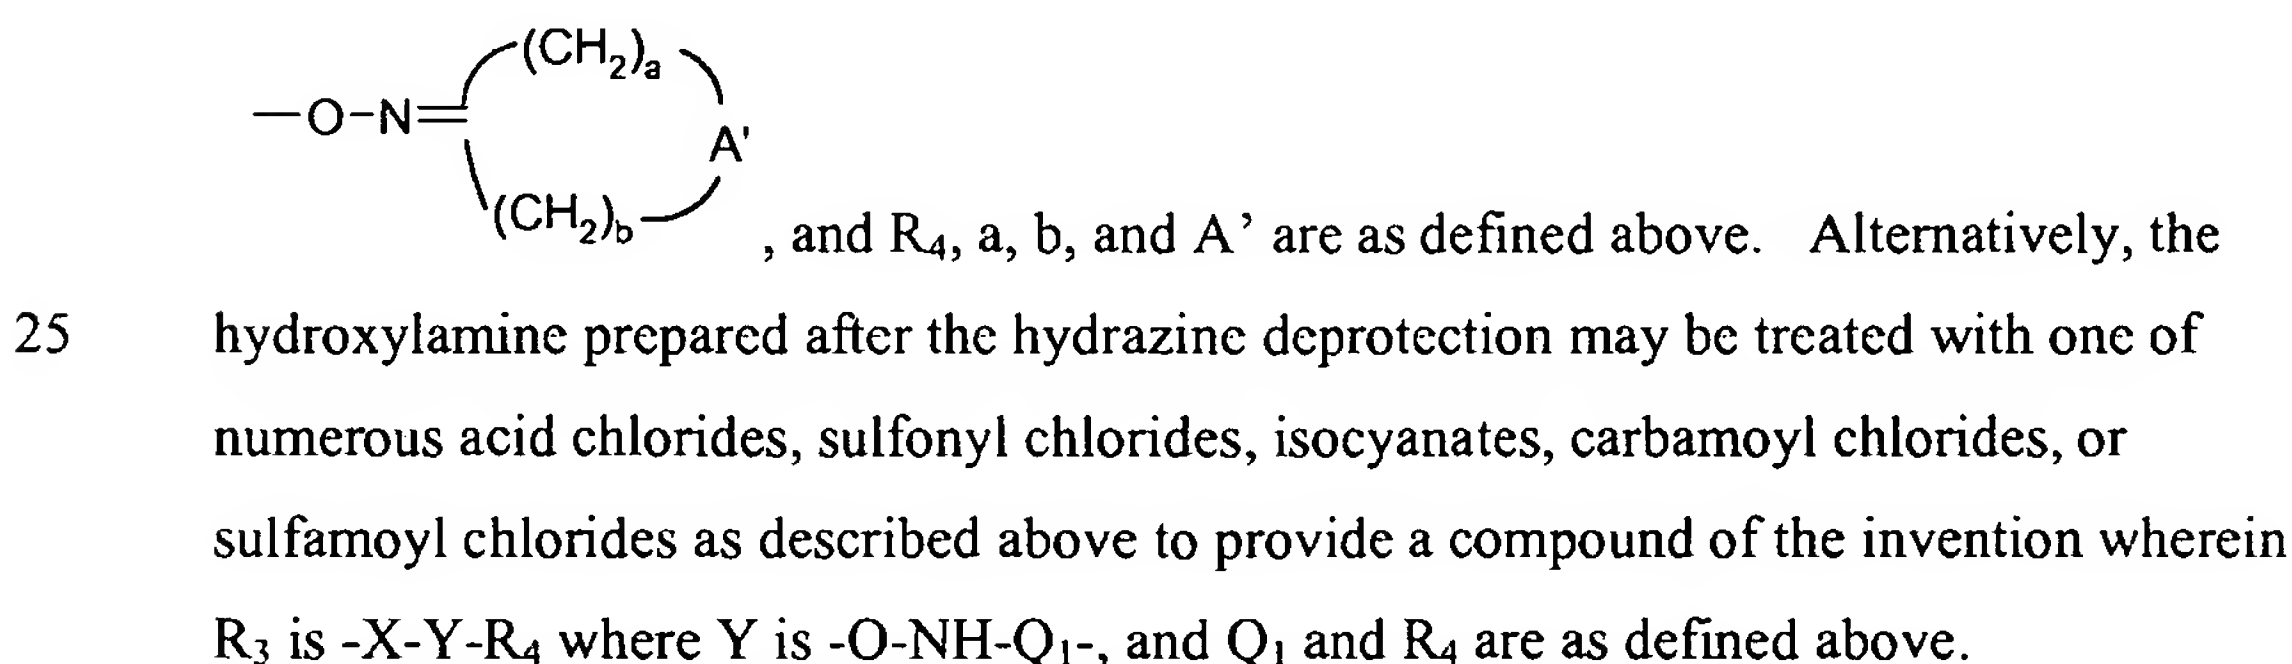 (CH₂)ₐ
—O-N=
A'
(CH₂)b
, and R₄, a, b, and A’ are as defined above. Alternatively, the
25 hydroxylamine prepared after the hydrazine deprotection may be treated with one of
numerous acid chlorides, sulfonyl chlorides, isocyanates, carbamoyl chlorides, or
sulfamoyl chlorides as described above to provide a compound of the invention wherein
R₃ is -X-Y-R₄ where Y is -O-NH-Q₁-, and Q₁ and R₄ are as defined above.